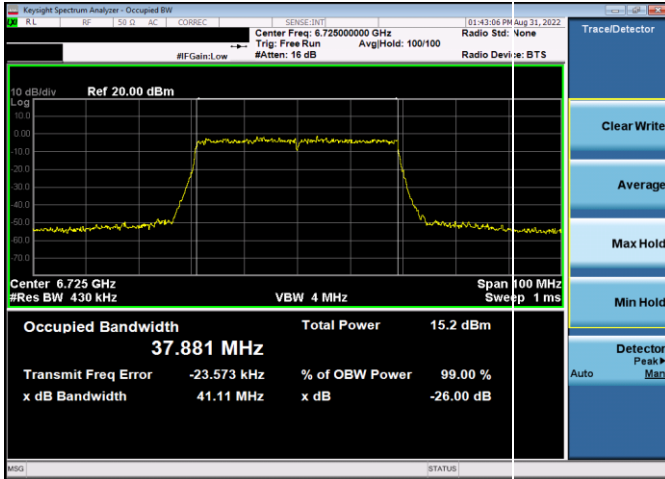 Keysight Spectrum Analyzer - Occupied BW
RL RF 50 Ω AC CORREC SENSE:INT 01:43:06 PM Aug 31, 2022
Center Freq: 6.725000000 GHz Radio Std: None
Trig: Free Run Avg|Hold: 100/100
#IFGain:Low #Atten: 16 dB Radio Device: BTS
Trace/Detector
10 dB/div Ref 20.00 dBm
Log
10.0
0.00
-10.0
-20.0
-30.0
-40.0
-50.0
-60.0
-70.0
Center 6.725 GHz Span 100 MHz
#Res BW 430 kHz VBW 4 MHz Sweep 1 ms
Occupied Bandwidth Total Power 15.2 dBm
37.881 MHz
Transmit Freq Error -23.573 kHz % of OBW Power 99.00 %
x dB Bandwidth 41.11 MHz x dB -26.00 dB
Clear Write
Average
Max Hold
Min Hold
Detector
Peak▶
Auto Man
MSG STATUS